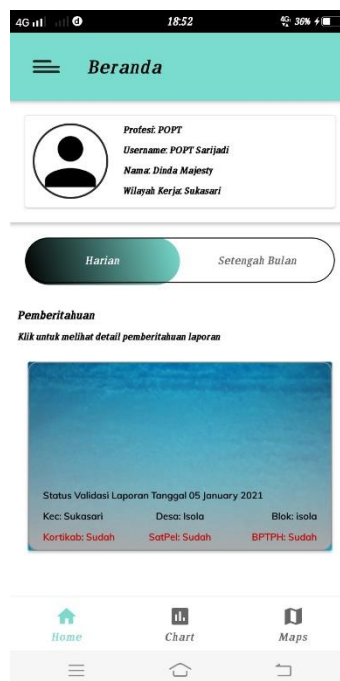 4G 18:52 4G 36%
Beranda
Profesi: POPT
Username: POPT Sarijadi
Nama: Dinda Majesty
Wilayah Kerja: Sukasari
Harian Setengah Bulan
Pemberitahuan
Klik untuk melihat detail pemberitahuan laporan
Status Validasi Laporan Tanggal 05 January 2021
Kec: Sukasari Desa: Isola Blok: isola
Kortikab: Sudah SatPel: Sudah BPTPH: Sudah
Home Chart Maps